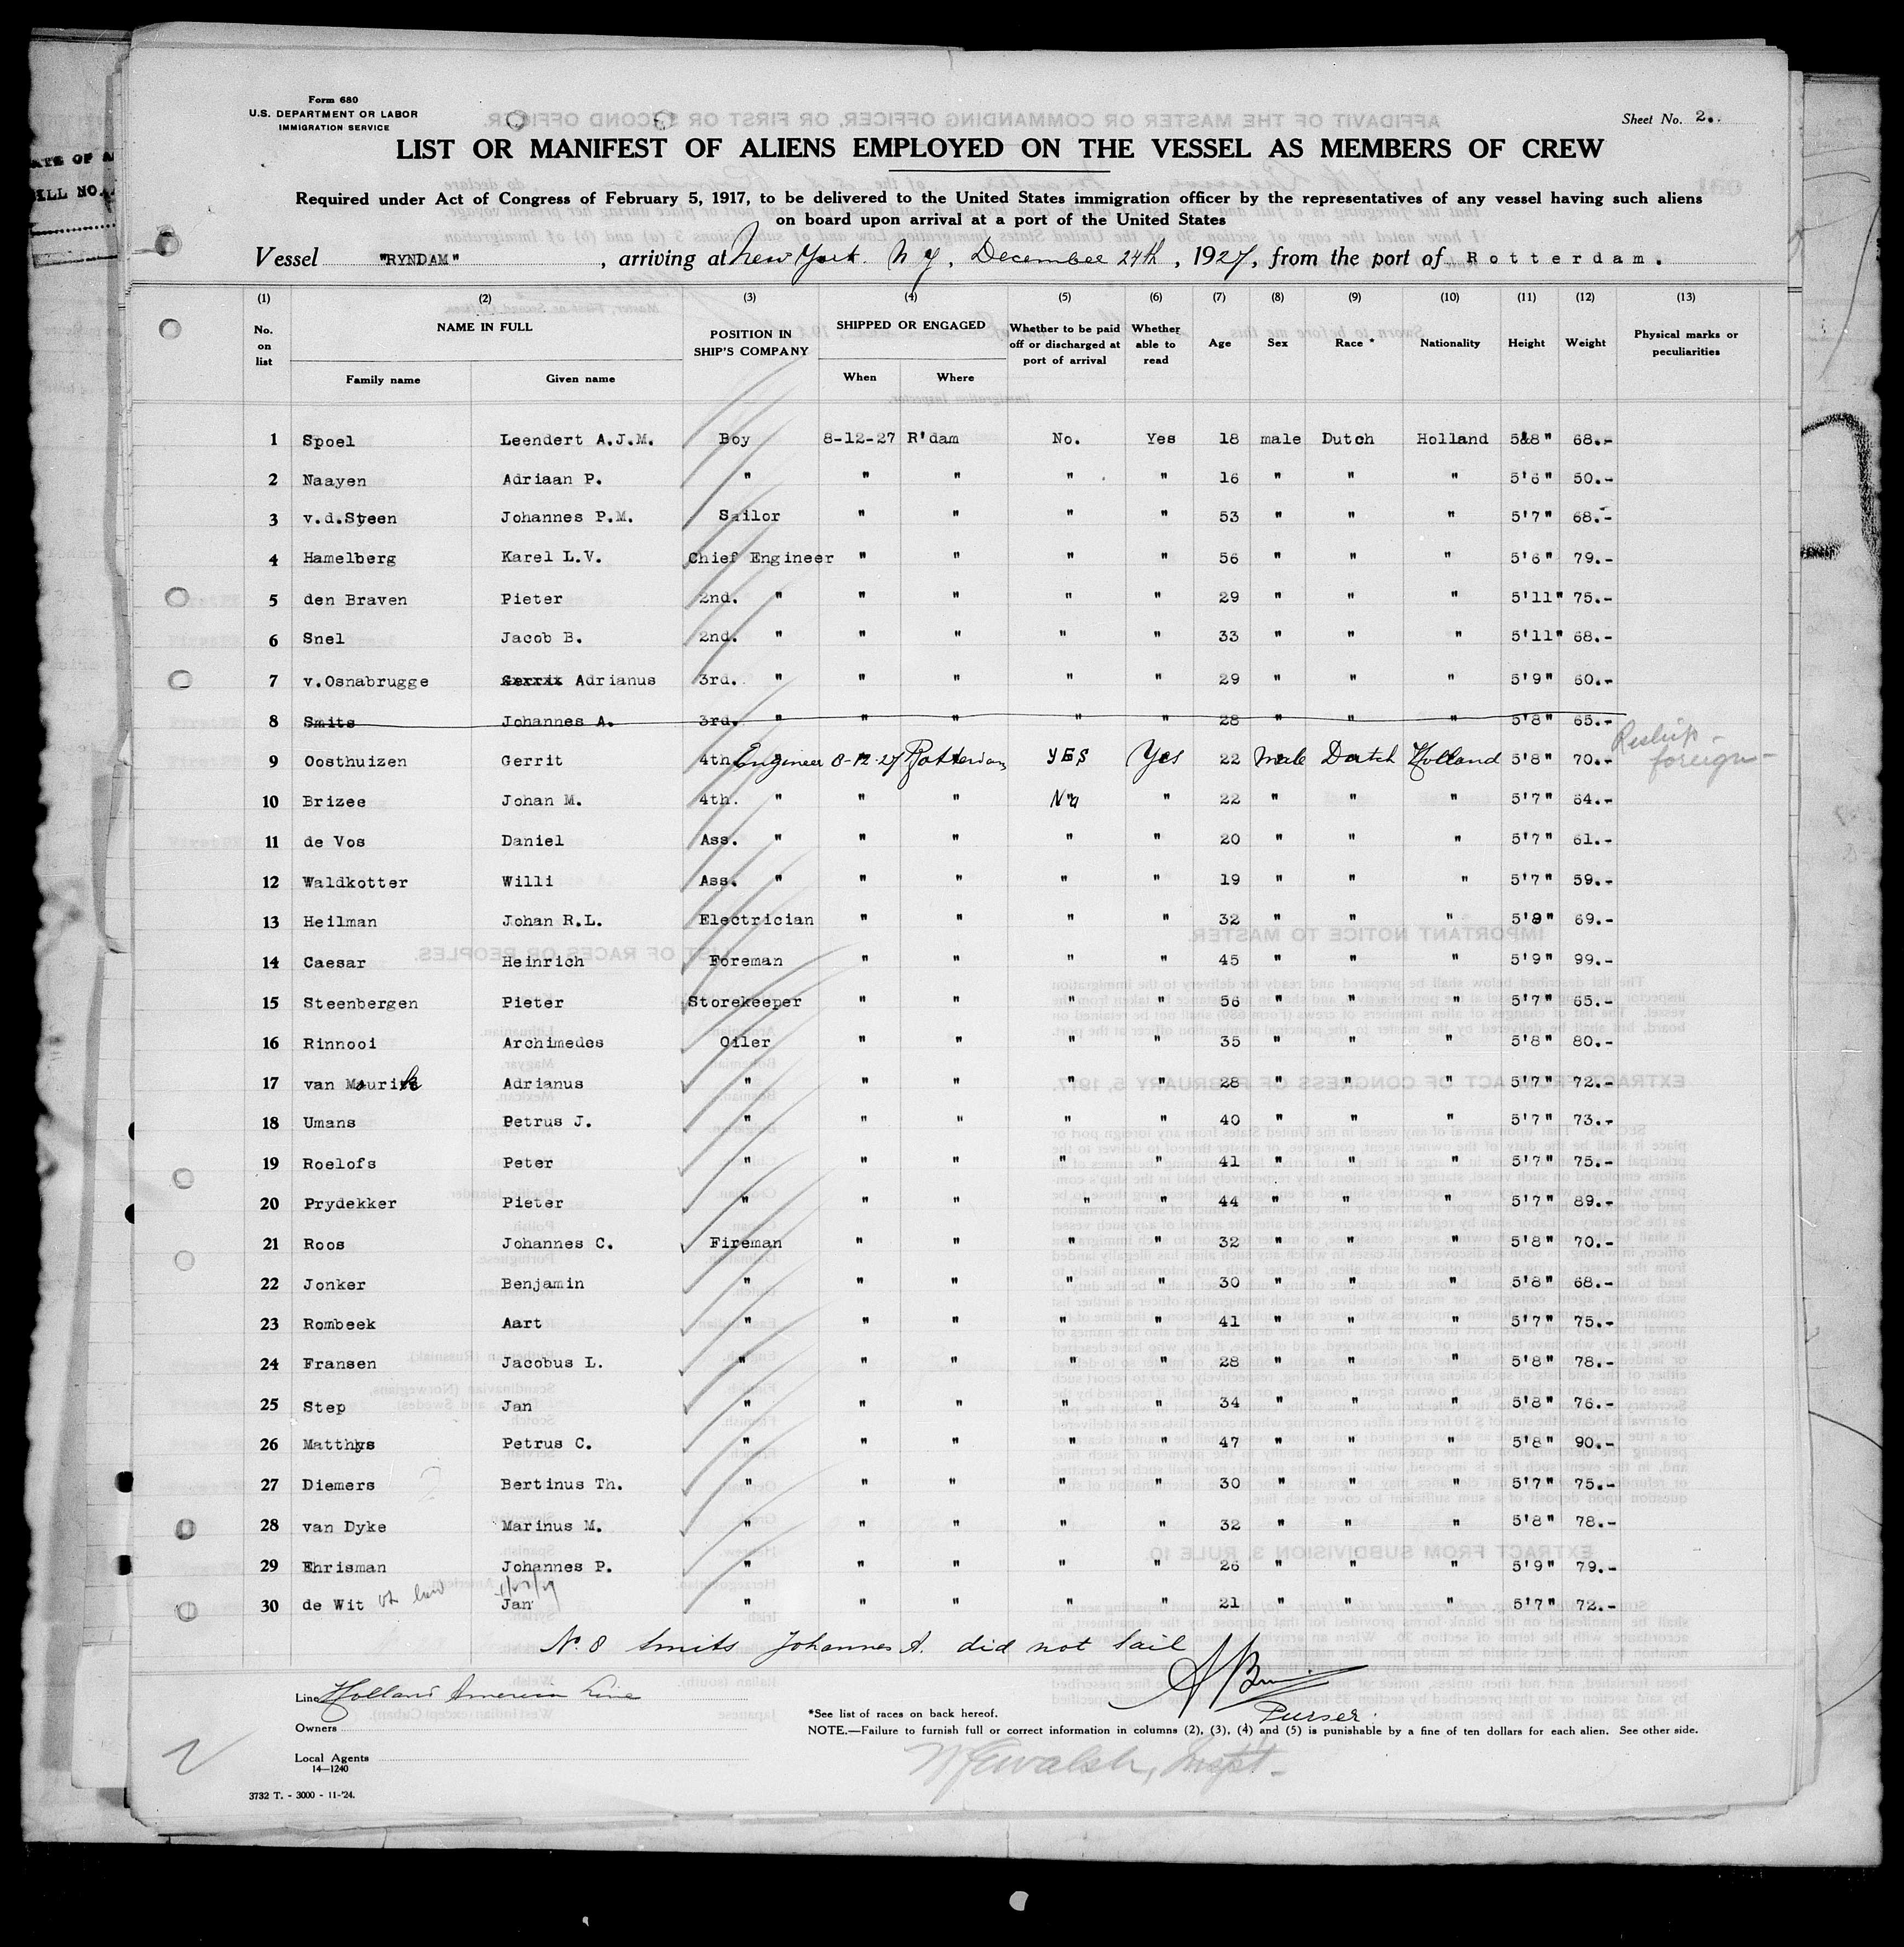 Form 680
U.S. DEPARTMENT OR LABOR
IMMIGRATION SERVICE
Sheet No. 2.
LIST OR MANIFEST OF ALIENS EMPLOYED ON THE VESSEL AS MEMBERS OF CREW
Required under Act of Congress of February 5, 1917, to be delivered to the United States immigration officer by the representatives of any vessel having such aliens
on board upon arrival at a port of the United States
Vessel "RYNDAM", arriving at New York. N Y, December 24th, 1927, from the port of Rotterdam.
(1) (2) (3) (4) (5) (6) (7) (8) (9) (10) (11) (12) (13)
No. on list NAME IN FULL Family name Given name POSITION IN SHIP'S COMPANY SHIPPED OR ENGAGED When Where Whether to be paid off or discharged at port of arrival Whether able to read Age Sex Race * Nationality Height Weight Physical marks or peculiarities
1 Spoel Leendert A.J.M. Boy 8-12-27 R'dam No. Yes 18 male Dutch Holland 5'8" 68.-
2 Naayen Adriaan P. " " " " " 16 " " " 5'6" 50.-
3 v.d.Steen Johannes P.M. Sailor " " " " 53 " " " 5'7" 68.-
4 Hamelberg Karel L.V. Chief Engineer " " " " 56 " " " 5'6" 79.-
5 den Braven Pieter 2nd. " " " " " 29 " " " 5'11" 75.-
6 Snel Jacob B. 2nd. " " " " " 33 " " " 5'11" 68.-
7 v.Osnabrugge Gerrit Adrianus 3rd. " " " " " 29 " " " 5'9" 60.-
8 Smits Johannes A. 3rd. " " " " " 28 " " " 5'8" 65.-
9 Oosthuizen Gerrit 4th Engineer 8-12-27 Rotterdam YES Yes 22 Male Dutch Holland 5'8" 70.- Reship - foreign -
10 Brizee Johan M. 4th. " " " No " 22 " " " 5'7" 64.-
11 de Vos Daniel Ass. " " " " " 20 " " " 5'7" 61.-
12 Waldkotter Willi Ass. " " " " " 19 " " " 5'7" 59.-
13 Heilman Johan R.L. Electrician " " " " 32 " " " 5'9" 69.-
14 Caesar Heinrich Foreman " " " " 45 " " " 5'9" 99.-
15 Steenbergen Pieter Storekeeper " " " " 56 " " " 5'7" 65.-
16 Rinnooi Archimedes Oiler " " " " 35 " " " 5'8" 80.-
17 van Mourik Adrianus " " " " " 28 " " " 5'7" 72.-
18 Umans Petrus J. " " " " " 40 " " " 5'7" 73.-
19 Roelofs Peter " " " " " 41 " " " 5'7" 75.-
20 Prydekker Pieter " " " " " 44 " " " 5'7" 89.-
21 Roos Johannes C. Fireman " " " " 32 " " " 5'8" 70.-
22 Jonker Benjamin " " " " " 30 " " " 5'8" 68.-
23 Rombeek Aart " " " " " 41 " " " 5'7" 75.-
24 Fransen Jacobus L. " " " " " 28 " " " 5'8" 78.-
25 Step Jan " " " " " 34 " " " 5'8" 76.-
26 Matthys Petrus C. " " " " " 47 " " " 5'8" 90.-
27 Diemers Bertinus Th. " " " " " 30 " " " 5'7" 75.-
28 van Dyke Marinus M. " " " " " 32 " " " 5'8" 78.-
29 Ehrisman Johannes P. " " " " " 26 " " " 5'9" 79.-
30 de Wit Jan " " " " " 21 " " " 5'7" 72.-
No. 8 Smits Johannes A. did not sail
Line Holland America Line
Purser.
*See list of races on back hereof.
Owners
NOTE.—Failure to furnish full or correct information in columns (2), (3), (4) and (5) is punishable by a fine of ten dollars for each alien. See other side.
Local Agents
14—1240
Walsh, Inspt-
3732 T. - 3000 - 11-'24.